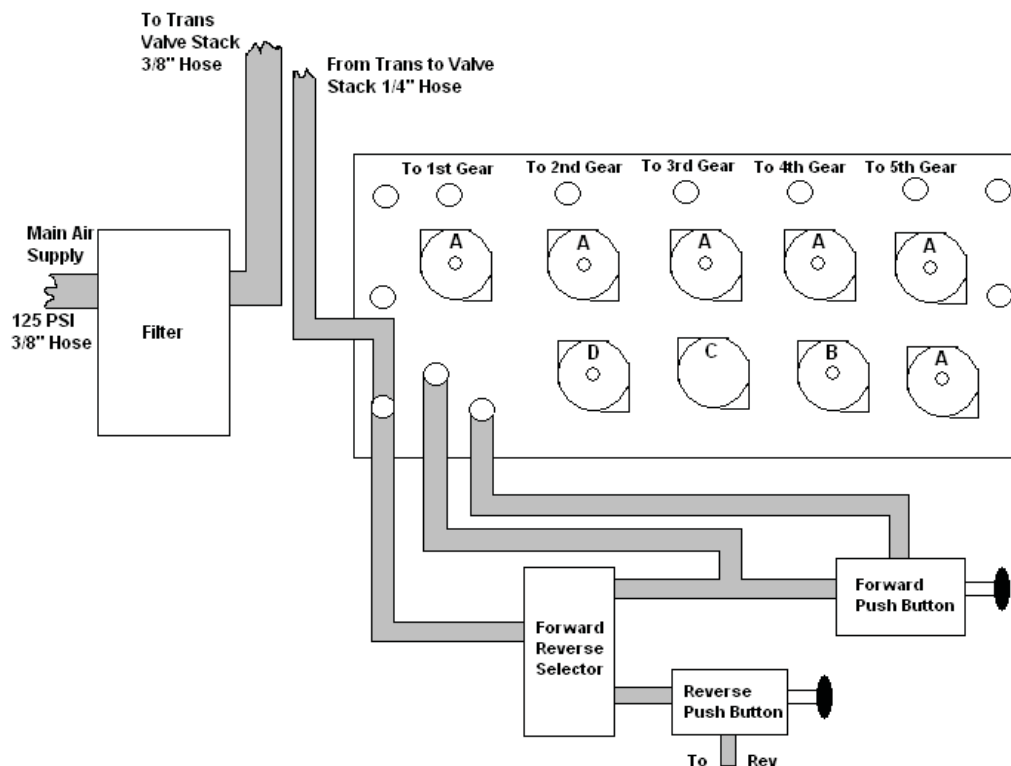 To Trans
Valve Stack
3/8" Hose
From Trans to Valve
Stack 1/4" Hose
To 1st Gear
To 2nd Gear
To 3rd Gear
To 4th Gear
To 5th Gear
Main Air
Supply
A
A
A
A
A
125 PSI
3/8" Hose
Filter
D
C
B
A
Forward
Push Button
Forward
Reverse
Selector
Reverse
Push Button
To Rev